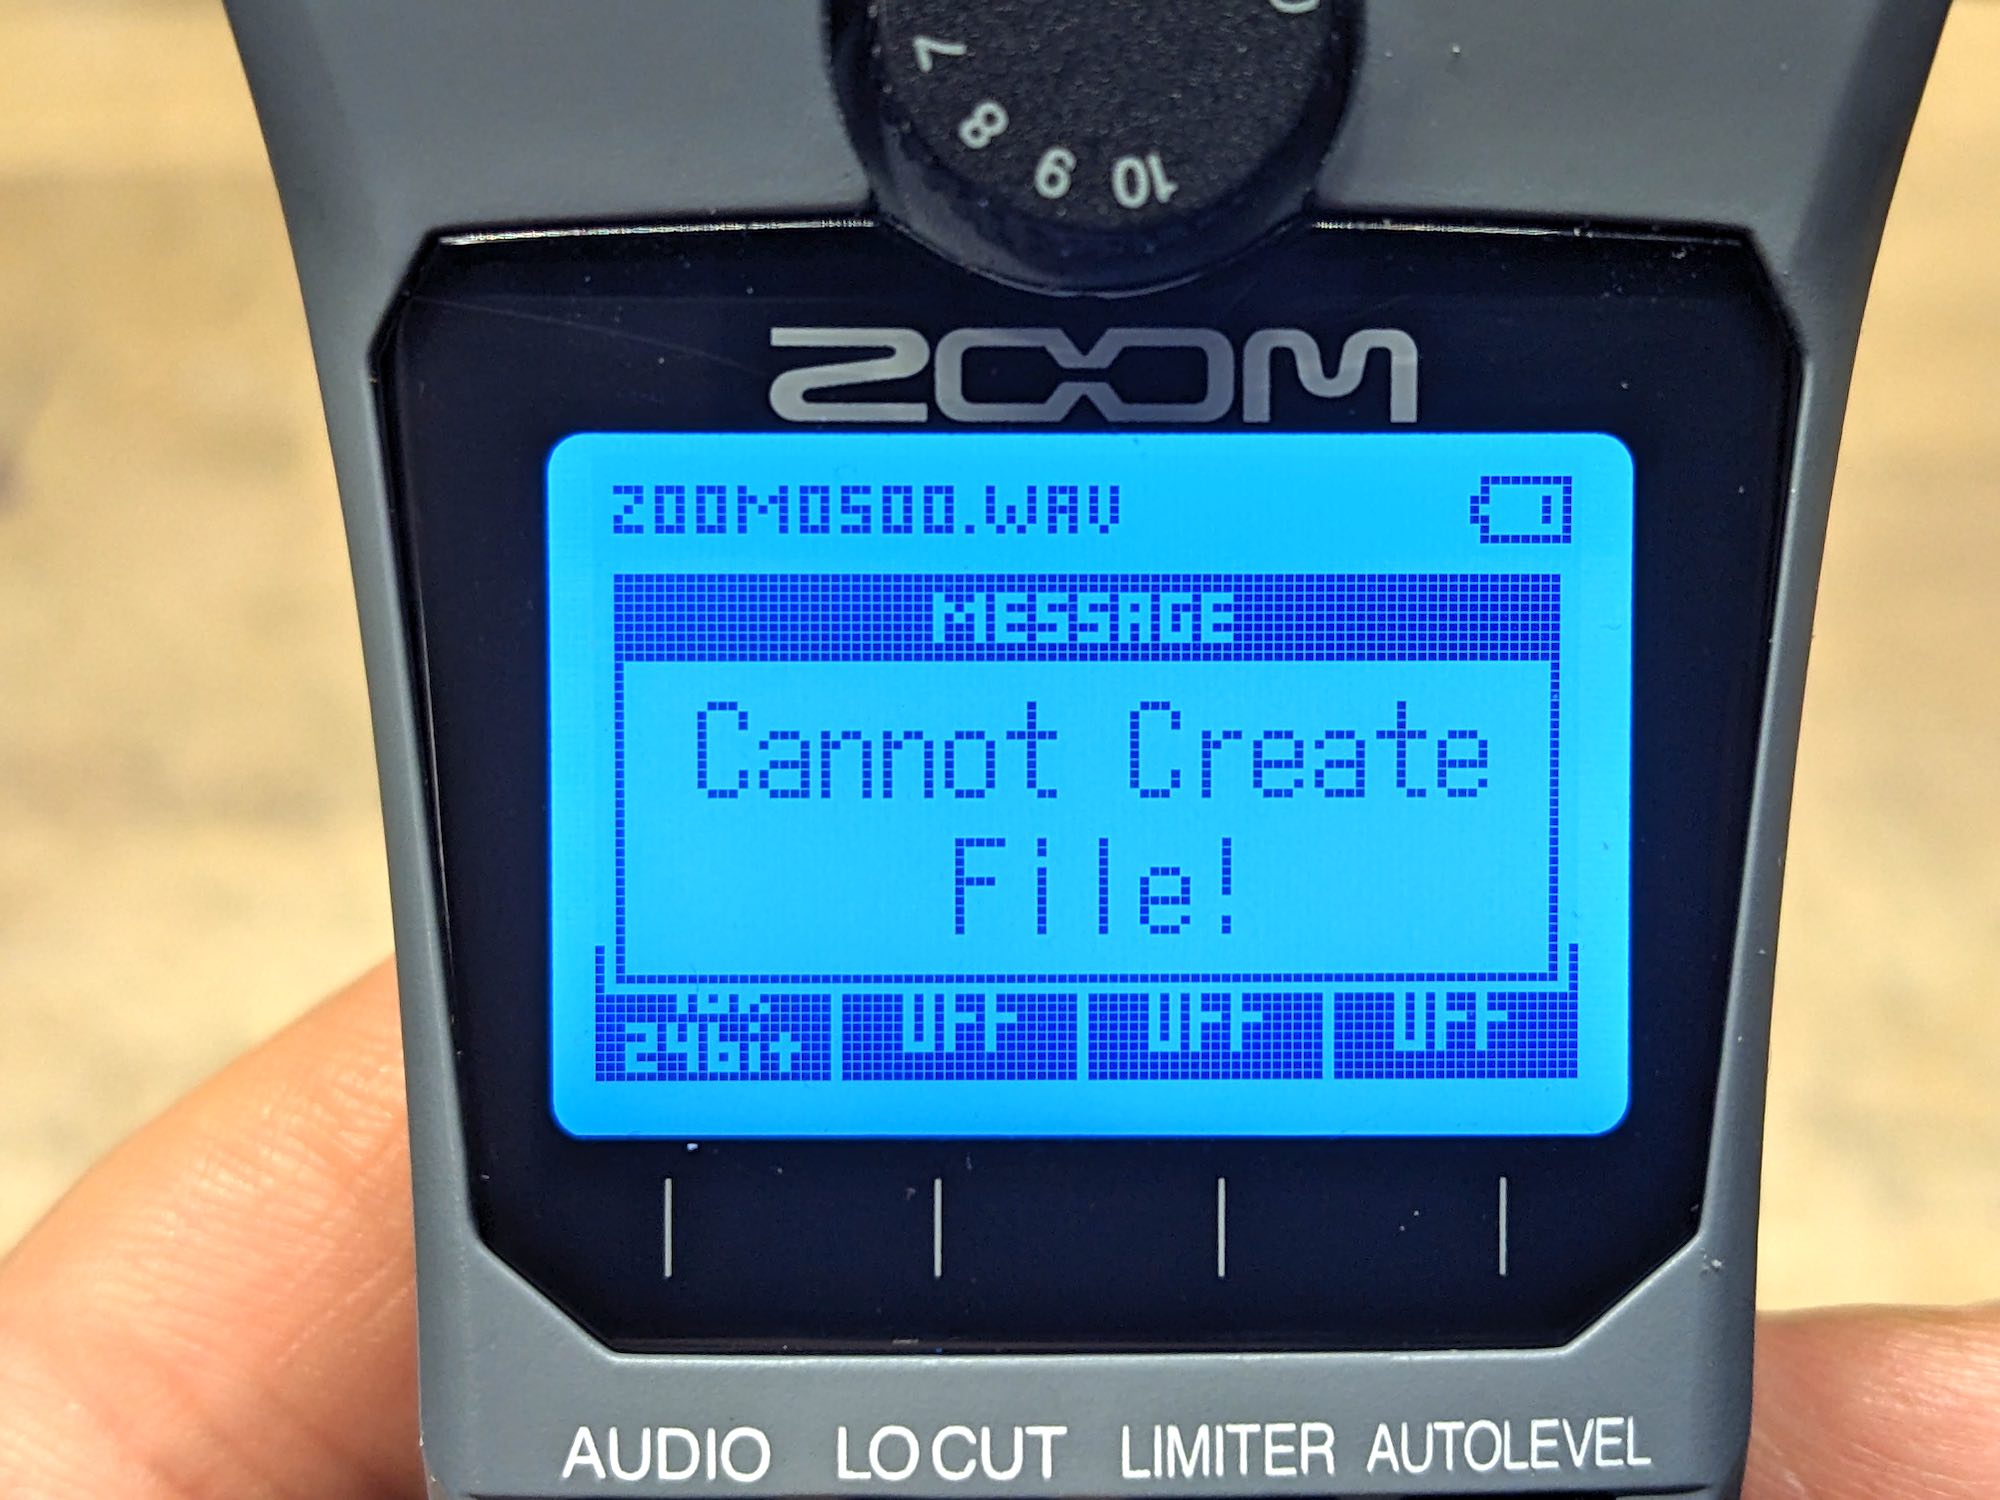 7
8
9
10
ZOOM
ZOOM0500.WAV
MESSAGE
Cannot Create
File!
24bit OFF OFF OFF
AUDIO LO CUT LIMITER AUTOLEVEL